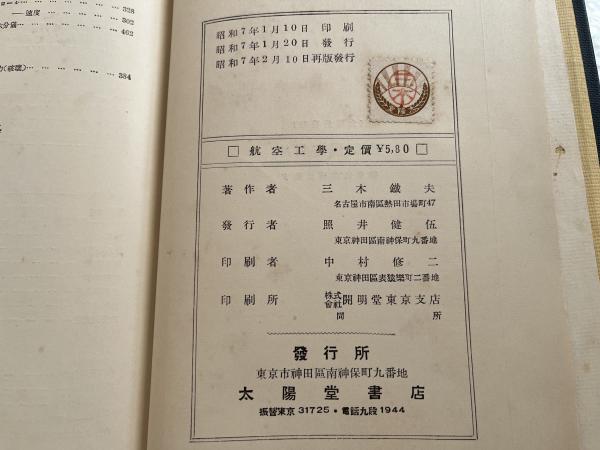 328
――速度 … … … … … 302
462
384
昭和7年1月10日 印刷
昭和7年1月20日 發行
昭和7年2月10日再版發行
□ 航空工學・定價 ¥5,80 □
著作者 三木鐵夫
名古屋市南區熱田市場町47
發行者 照井健伍
東京神田區南神保町九番地
印刷者 中村修二
東京神田區表猿樂町二番地
印刷所 株式會社 開明堂東京支店
同所
發行所
東京市神田區南神保町九番地
太陽堂書店
振替東京 31725・電話九段 1944